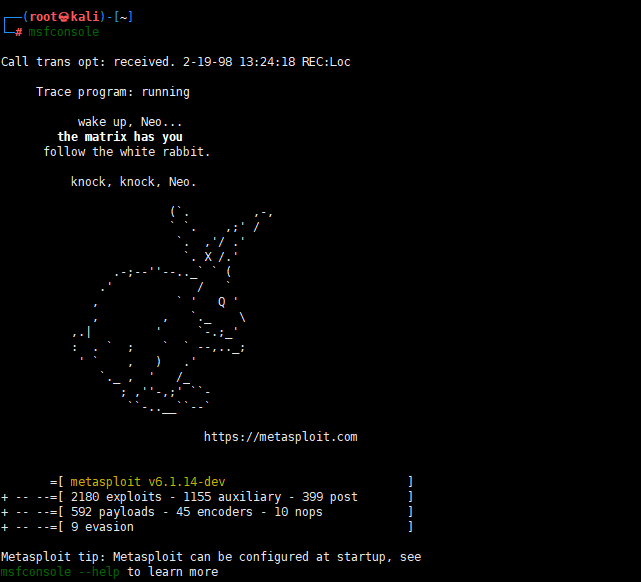 ┌──(root㉿kali)-[~]
└─# msfconsole
Call trans opt: received. 2-19-98 13:24:18 REC:Loc
Trace program: running
wake up, Neo...
the matrix has you
follow the white rabbit.
knock, knock, Neo.
                        (`.         ,-,
                        ` `.    ,;' /
                         `.  ,'/ .'
                          `. X /.'
                .-;--''--.._` ` (
              .'            /   `
             ,           ` '   Q '
             ,         ,   `._    \
          ,.|         '     `-.;_'
          :  . `  ;    `  ` --,.._;
           ' `    ,   )   .'
              `._ ,  '   /_
                 ; ,''-,;' ``-
                  ``-..__``--`
https://metasploit.com
=[ metasploit v6.1.14-dev ]
+ -- --=[ 2180 exploits - 1155 auxiliary - 399 post ]
+ -- --=[ 592 payloads - 45 encoders - 10 nops ]
+ -- --=[ 9 evasion ]
Metasploit tip: Metasploit can be configured at startup, see
msfconsole --help to learn more